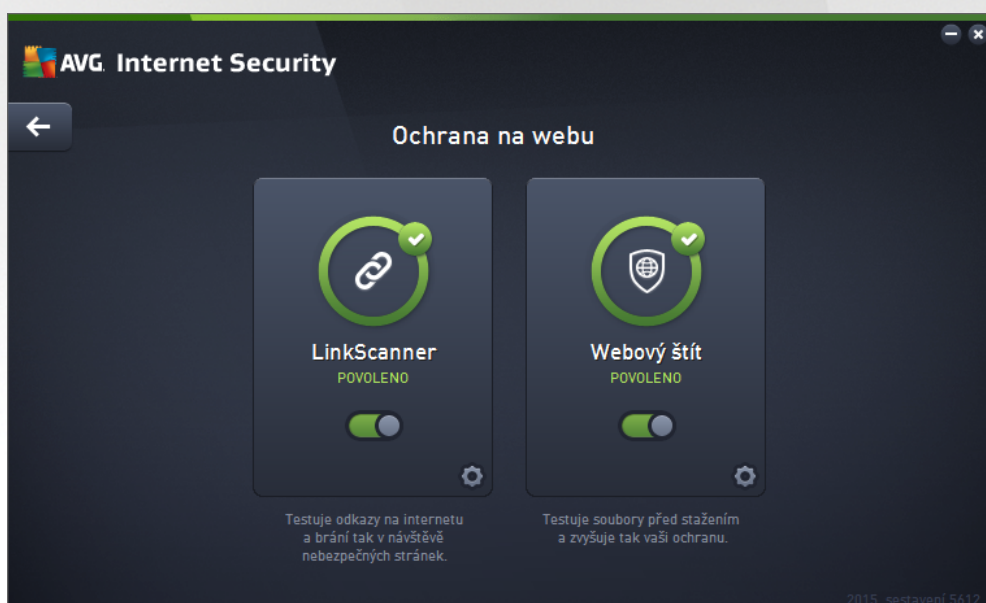 AVG. Internet Security
Ochrana na webu
LinkScanner
POVOLENO
Testuje odkazy na internetu
a brání tak v návštěvě
nebezpečných stránek.
Webový štít
POVOLENO
Testuje soubory před stažením
a zvyšuje tak vaši ochranu.
2015, sestavení 5612